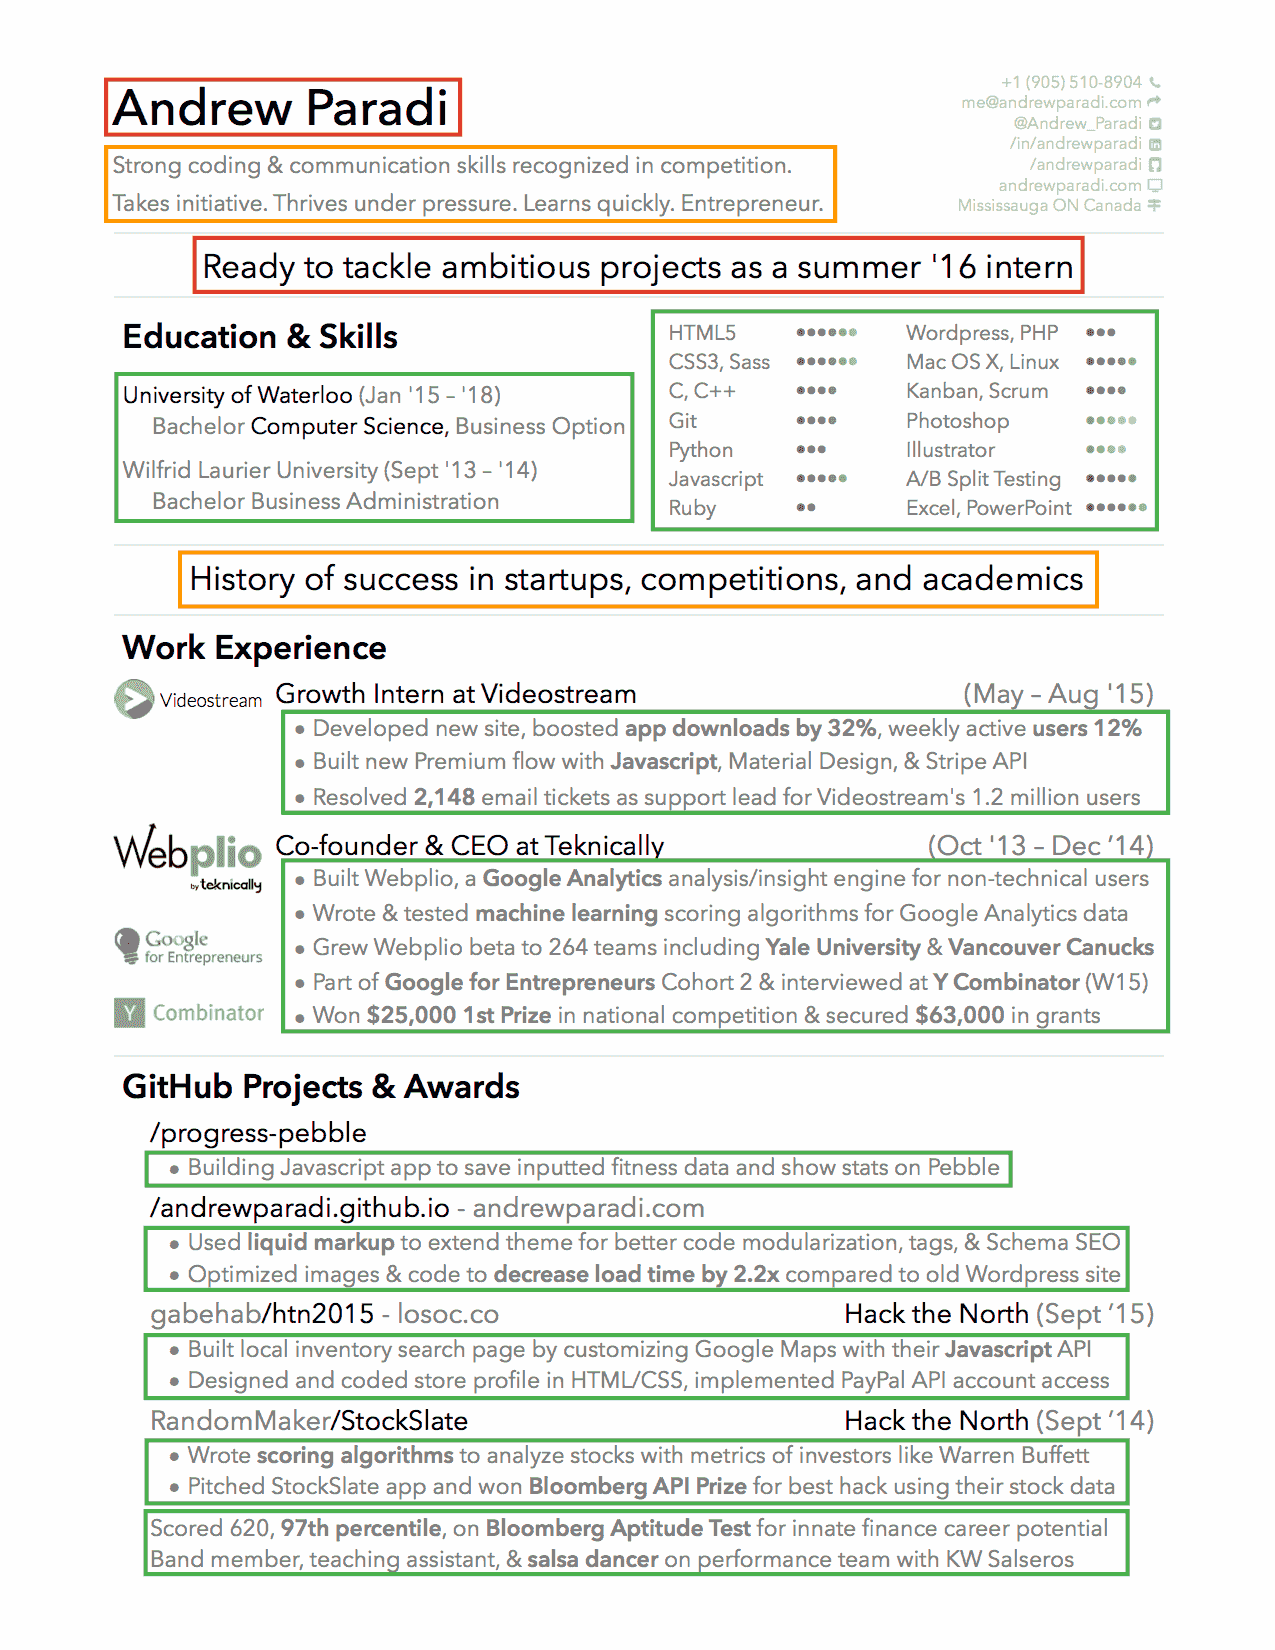 Andrew Paradi
Strong coding & communication skills recognized in competition.
Takes initiative. Thrives under pressure. Learns quickly. Entrepreneur.
+1 (905) 510-8904
me@andrewparadi.com
@Andrew_Paradi
/in/andrewparadi
/andrewparadi
andrewparadi.com
Mississauga ON Canada
Ready to tackle ambitious projects as a summer '16 intern
Education & Skills
University of Waterloo (Jan '15 – '18)
Bachelor Computer Science, Business Option
Wilfrid Laurier University (Sept '13 – '14)
Bachelor Business Administration
HTML5
CSS3, Sass
C, C++
Git
Python
Javascript
Ruby
Wordpress, PHP
Mac OS X, Linux
Kanban, Scrum
Photoshop
Illustrator
A/B Split Testing
Excel, PowerPoint
History of success in startups, competitions, and academics
Work Experience
Videostream
Growth Intern at Videostream (May – Aug '15)
• Developed new site, boosted app downloads by 32%, weekly active users 12%
• Built new Premium flow with Javascript, Material Design, & Stripe API
• Resolved 2,148 email tickets as support lead for Videostream's 1.2 million users
Webplio
by teknically
Co-founder & CEO at Teknically (Oct '13 – Dec ’14)
• Built Webplio, a Google Analytics analysis/insight engine for non-technical users
• Wrote & tested machine learning scoring algorithms for Google Analytics data
Google
for Entrepreneurs
• Grew Webplio beta to 264 teams including Yale University & Vancouver Canucks
• Part of Google for Entrepreneurs Cohort 2 & interviewed at Y Combinator (W15)
Y Combinator
• Won $25,000 1st Prize in national competition & secured $63,000 in grants
GitHub Projects & Awards
/progress-pebble
• Building Javascript app to save inputted fitness data and show stats on Pebble
/andrewparadi.github.io - andrewparadi.com
• Used liquid markup to extend theme for better code modularization, tags, & Schema SEO
• Optimized images & code to decrease load time by 2.2x compared to old Wordpress site
gabehab/htn2015 - losoc.co Hack the North (Sept ’15)
• Built local inventory search page by customizing Google Maps with their Javascript API
• Designed and coded store profile in HTML/CSS, implemented PayPal API account access
RandomMaker/StockSlate Hack the North (Sept ’14)
• Wrote scoring algorithms to analyze stocks with metrics of investors like Warren Buffett
• Pitched StockSlate app and won Bloomberg API Prize for best hack using their stock data
Scored 620, 97th percentile, on Bloomberg Aptitude Test for innate finance career potential
Band member, teaching assistant, & salsa dancer on performance team with KW Salseros